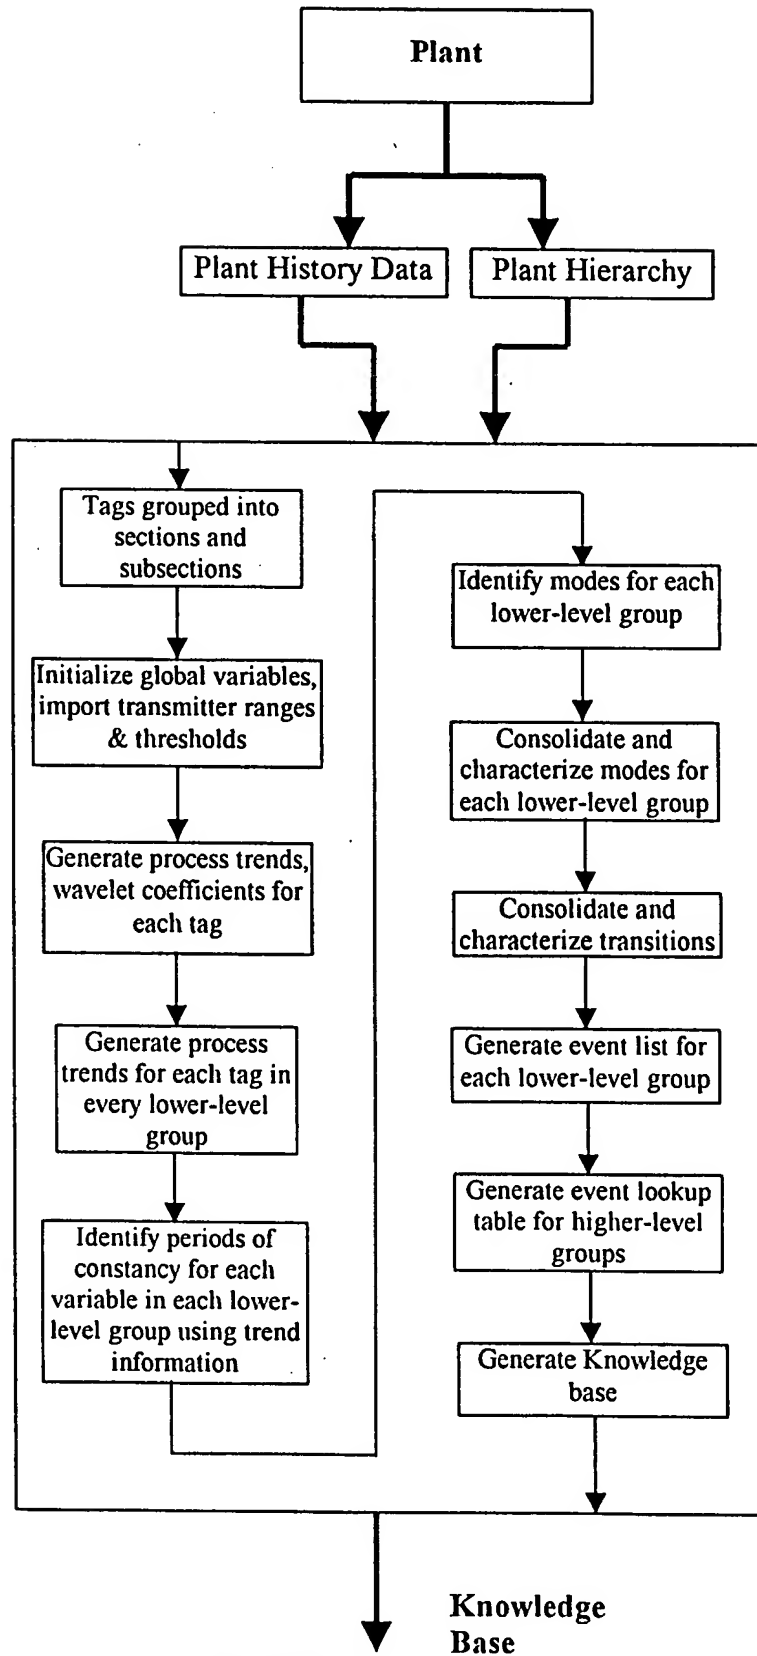 Plant
Plant History Data
Plant Hierarchy
Tags grouped into
sections and
subsections
Initialize global variables,
import transmitter ranges
& thresholds
Generate process trends,
wavelet coefficients for
each tag
Generate process
trends for each tag in
every lower-level
group
Identify periods of
constancy for each
variable in each lower-
level group using trend
information
Identify modes for each
lower-level group
Consolidate and
characterize modes for
each lower-level group
Consolidate and
characterize transitions
Generate event list for
each lower-level group
Generate event lookup
table for higher-level
groups
Generate Knowledge
base
Knowledge
Base